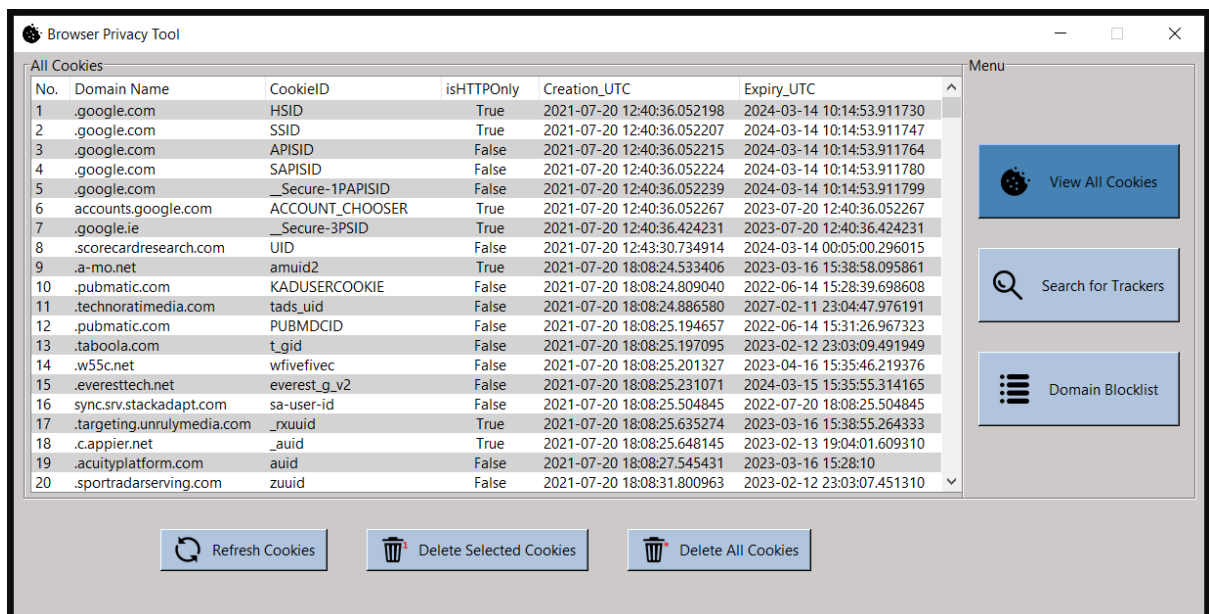 Browser Privacy Tool
All Cookies
Menu
No. Domain Name CookieID isHTTPOnly Creation_UTC Expiry_UTC
1 .google.com HSID True 2021-07-20 12:40:36.052198 2024-03-14 10:14:53.911730
2 .google.com SSID True 2021-07-20 12:40:36.052207 2024-03-14 10:14:53.911747
3 .google.com APISID False 2021-07-20 12:40:36.052215 2024-03-14 10:14:53.911764
4 .google.com SAPISID False 2021-07-20 12:40:36.052224 2024-03-14 10:14:53.911780
5 .google.com __Secure-1PAPISID False 2021-07-20 12:40:36.052239 2024-03-14 10:14:53.911799
6 accounts.google.com ACCOUNT_CHOOSER True 2021-07-20 12:40:36.052267 2023-07-20 12:40:36.052267
7 .google.ie __Secure-3PSID True 2021-07-20 12:40:36.424231 2023-07-20 12:40:36.424231
8 .scorecardresearch.com UID False 2021-07-20 12:43:30.734914 2024-03-14 00:05:00.296015
9 .a-mo.net amuid2 True 2021-07-20 18:08:24.533406 2023-03-16 15:38:58.095861
10 .pubmatic.com KADUSERCOOKIE False 2021-07-20 18:08:24.809040 2022-06-14 15:28:39.698608
11 .technoratimedia.com tads_uid False 2021-07-20 18:08:24.886580 2027-02-11 23:04:47.976191
12 .pubmatic.com PUBMDCID False 2021-07-20 18:08:25.194657 2022-06-14 15:31:26.967323
13 .taboola.com t_gid False 2021-07-20 18:08:25.197095 2023-02-12 23:03:09.491949
14 .w55c.net wfivefivec False 2021-07-20 18:08:25.201327 2023-04-16 15:35:46.219376
15 .everesttech.net everest_g_v2 False 2021-07-20 18:08:25.231071 2024-03-15 15:35:55.314165
16 sync.srv.stackadapt.com sa-user-id False 2021-07-20 18:08:25.504845 2022-07-20 18:08:25.504845
17 .targeting.unrulymedia.com _rxuuid True 2021-07-20 18:08:25.635274 2023-03-16 15:38:55.264333
18 .c.appier.net _auid True 2021-07-20 18:08:25.648145 2023-02-13 19:04:01.609310
19 .acuityplatform.com auid False 2021-07-20 18:08:27.545431 2023-03-16 15:28:10
20 .sportradarserving.com zuuid False 2021-07-20 18:08:31.800963 2023-02-12 23:03:07.451310
View All Cookies
Search for Trackers
Domain Blocklist
Refresh Cookies
1 Delete Selected Cookies
* Delete All Cookies